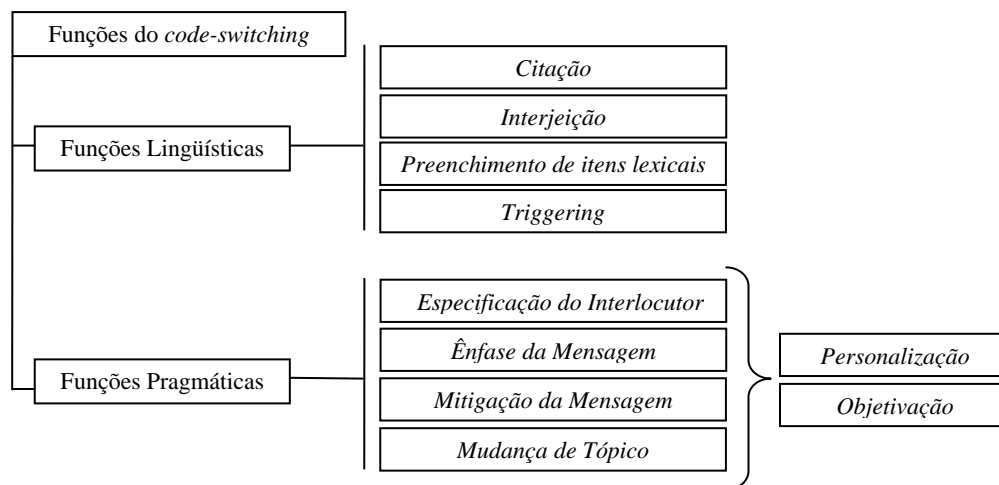 Funções do code-switching
Funções Lingüísticas
Citação
Interjeição
Preenchimento de itens lexicais
Triggering
Funções Pragmáticas
Especificação do Interlocutor
Ênfase da Mensagem
Mitigação da Mensagem
Mudança de Tópico
Personalização
Objetivação